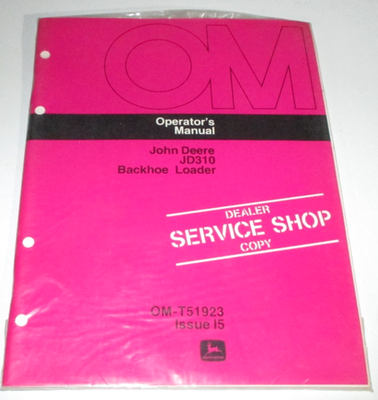 OM
Operator's
Manual
John Deere
JD310
Backhoe Loader
DEALER
SERVICE SHOP
COPY
OM-T51923
Issue I5